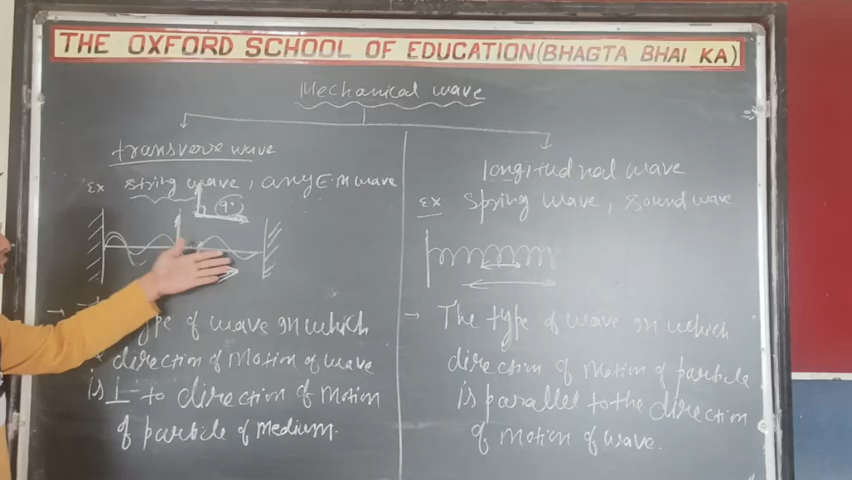 THE OXFORD SCHOOL OF EDUCATION(BHAGTA BHAI KA)
Mechanical wave
transverse wave
Ex string wave, any E.M wave
→ The type of wave in which
direction of motion of wave
is ⊥ to direction of motion
of particle of medium.
longitudnal wave
Ex Spring wave, sound wave
→ The type of wave in which
direction of motion of particle
is parallel to the direction
of motion of wave.